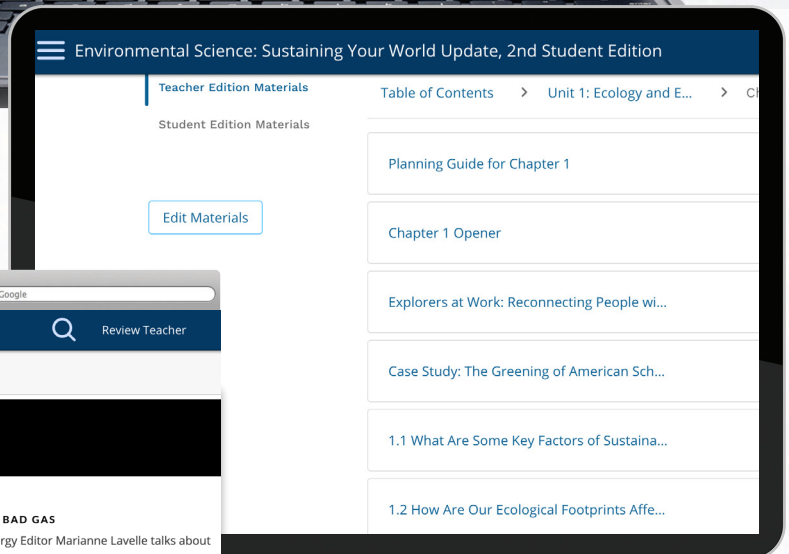 Environmental Science: Sustaining Your World Update, 2nd Student Edition
Teacher Edition Materials
Student Edition Materials
Edit Materials
Table of Contents > Unit 1: Ecology and E... >
Planning Guide for Chapter 1
Chapter 1 Opener
Explorers at Work: Reconnecting People wi...
Case Study: The Greening of American Sch...
1.1 What Are Some Key Factors of Sustaina...
1.2 How Are Our Ecological Footprints Affe...
Google
Review Teacher
BAD GAS
Editor Marianne Lavelle talks about